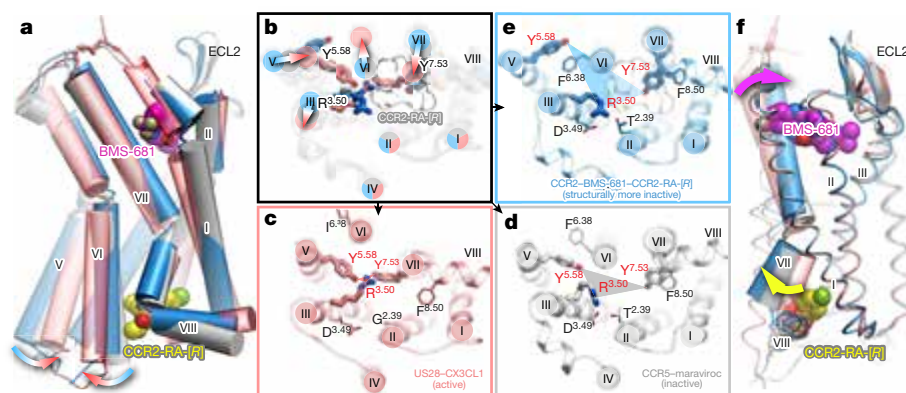 a
ECL2
BMS-681
II
VII
I
VI
V
VIII
CCR2-RA-[R]
b
VII
VIII
V
Y5.58
VI
Y7.53
III
R3.50
CCR2-RA-[R]
II
I
IV
e
Y5.58
VII
VIII
V
VI
F6.38
Y7.53
III
R3.50
F8.50
D3.49
T2.39
II
I
CCR2–BMS-681–CCR2-RA-[R]
(structurally more inactive)
c
I6.38
VI
V
Y5.58
Y7.53
VII
VIII
R3.50
III
F8.50
D3.49
G2.39
II
I
IV
US28–CX3CL1
(active)
d
F6.38
VII
VIII
V
VI
Y5.58
Y7.53
R3.50
III
F8.50
D3.49
T2.39
II
I
IV
CCR5–maraviroc
(inactive)
f
ECL2
BMS-681
III
II
VII
I
VIII
CCR2-RA-[R]